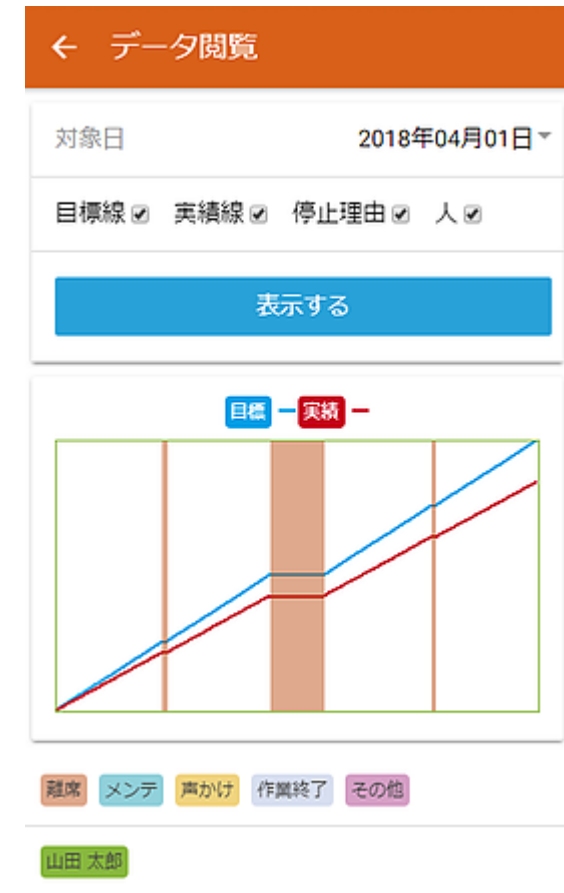 ← データ閲覧
対象日 2018年04月01日
目標線 実績線 停止理由 人
表示する
目標 実績
離席 メンテ 声かけ 作業終了 その他
山田 太郎